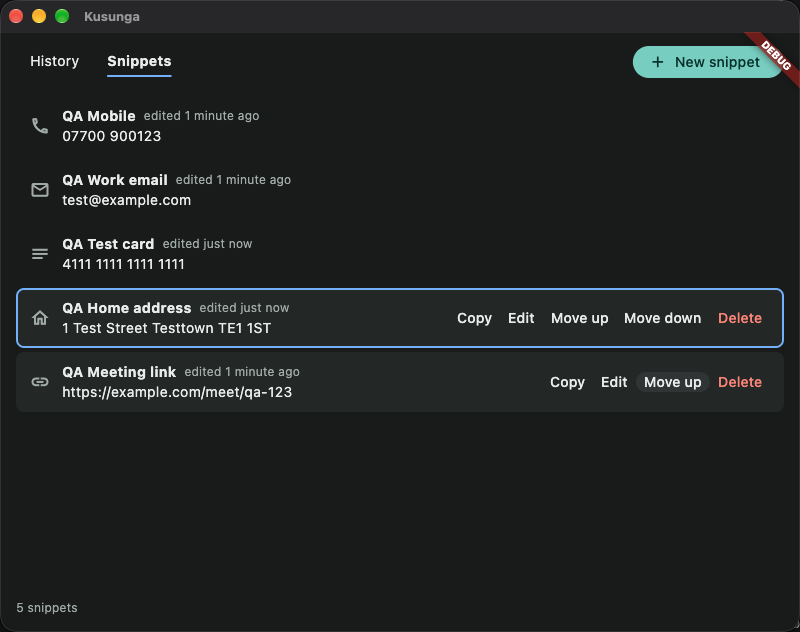 Kusunga
History Snippets
+ New snippet
DEBUG
QA Mobile edited 1 minute ago
07700 900123
QA Work email edited 1 minute ago
test@example.com
QA Test card edited just now
4111 1111 1111 1111
QA Home address edited just now
1 Test Street Testtown TE1 1ST
Copy Edit Move up Move down Delete
QA Meeting link edited 1 minute ago
https://example.com/meet/qa-123
Copy Edit Move up Delete
5 snippets